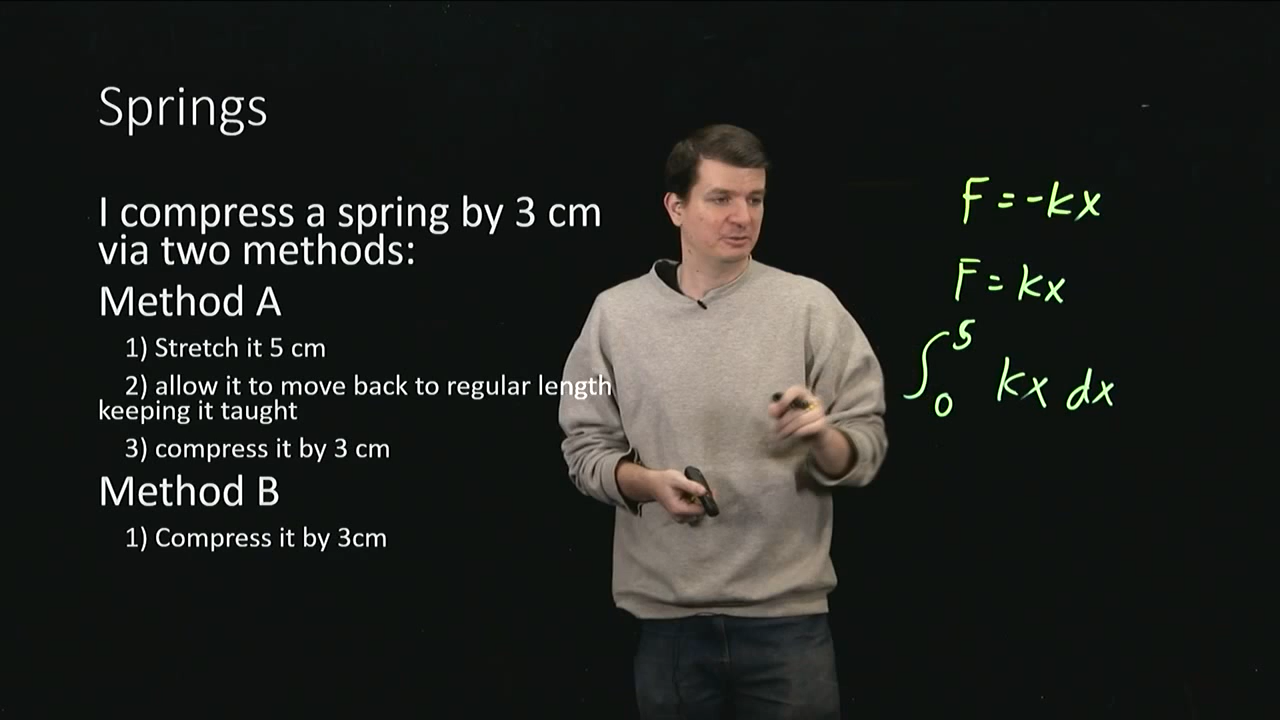 Springs
I compress a spring by 3 cm
via two methods:
Method A
1) Stretch it 5 cm
2) allow it to move back to regular length
keeping it taught
3) compress it by 3 cm
Method B
1) Compress it by 3cm
F = -kx
F = kx
∫₀⁵ kx dx